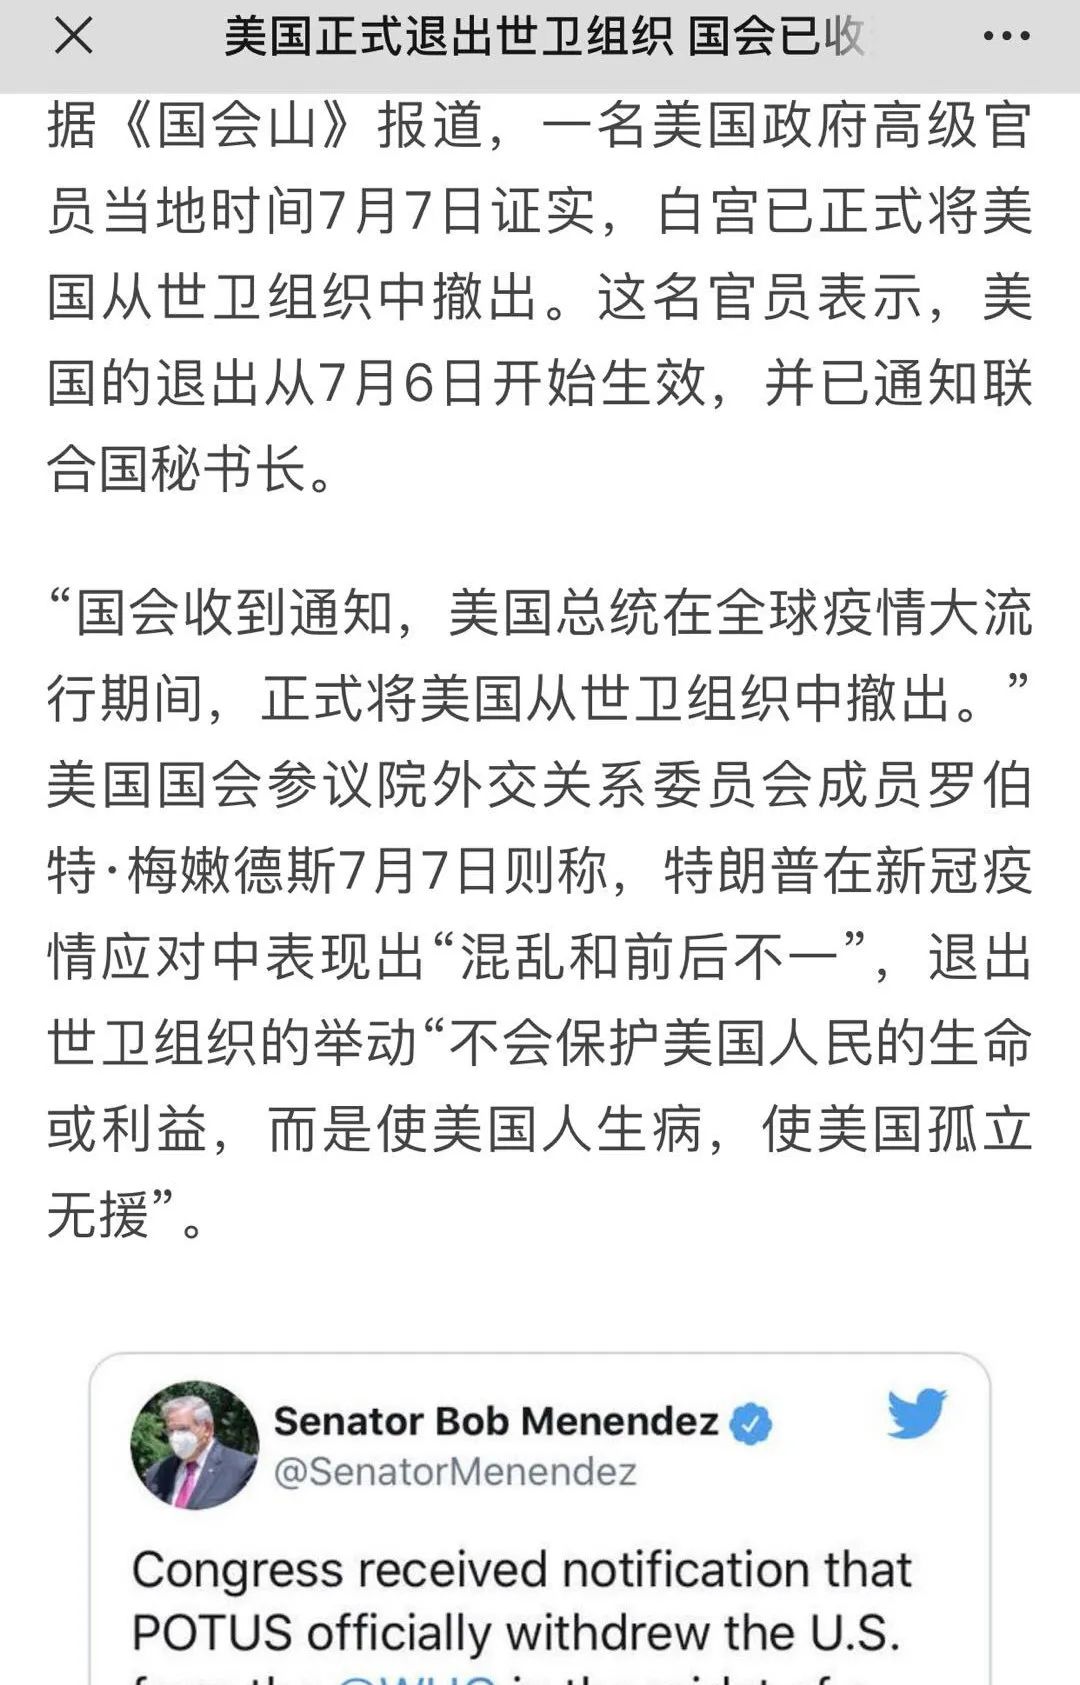 美国正式退出世卫组织 国会已收
据《国会山》报道，一名美国政府高级官
员当地时间7月7日证实，白宫已正式将美
国从世卫组织中撤出。这名官员表示，美
国的退出从7月6日开始生效，并已通知联
合国秘书长。
“国会收到通知，美国总统在全球疫情大流
行期间，正式将美国从世卫组织中撤出。”
美国国会参议院外交关系委员会成员罗伯
特·梅嫩德斯7月7日则称，特朗普在新冠疫
情应对中表现出“混乱和前后不一”，退出
世卫组织的举动“不会保护美国人民的生命
或利益，而是使美国人生病，使美国孤立
无援”。
Senator Bob Menendez
@SenatorMenendez
Congress received notification that
POTUS officially withdrew the U.S.
from the @WHO in the midst of a